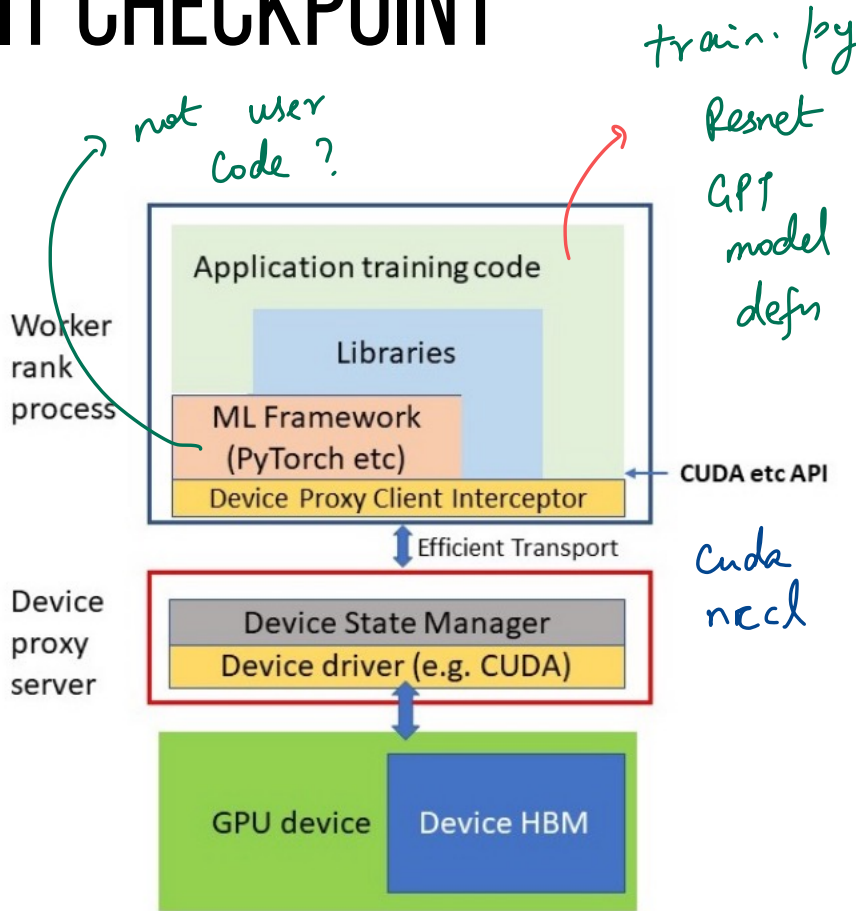 IT CHECKPOINT
train.py
not user
code ?
Resnet
GPT
model
defn
Application training code
Worker
rank
process
Libraries
ML Framework
(PyTorch etc)
Device Proxy Client Interceptor
CUDA etc API
Efficient Transport
Cuda
nccl
Device
proxy
server
Device State Manager
Device driver (e.g. CUDA)
GPU device
Device HBM